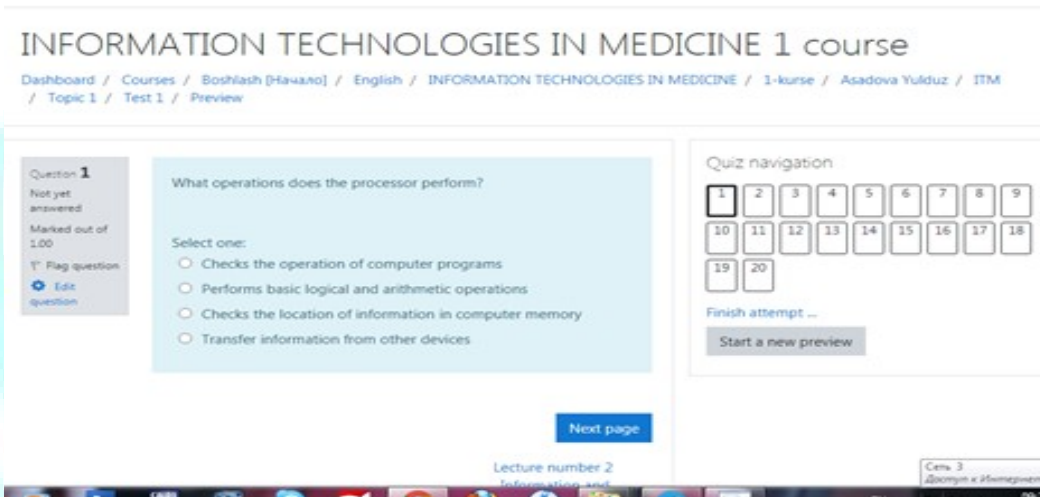 INFORMATION TECHNOLOGIES IN MEDICINE 1 course
Dashboard / Courses / Boshlash [Начало] / English / INFORMATION TECHNOLOGIES IN MEDICINE / 1-kurse / Asadova Yulduz / ITM
/ Topic 1 / Test 1 / Preview
Question 1
Not yet
answered
Marked out of
1.00
Flag question
Edit
question
What operations does the processor perform?
Select one:
Checks the operation of computer programs
Performs basic logical and arithmetic operations
Checks the location of information in computer memory
Transfer information from other devices
Next page
Lecture number 2
Information and
Quiz navigation
1 2 3 4 5 6 7 8 9
10 11 12 13 14 15 16 17 18
19 20
Finish attempt ...
Start a new preview
Сеть 3
Доступ к Интернет